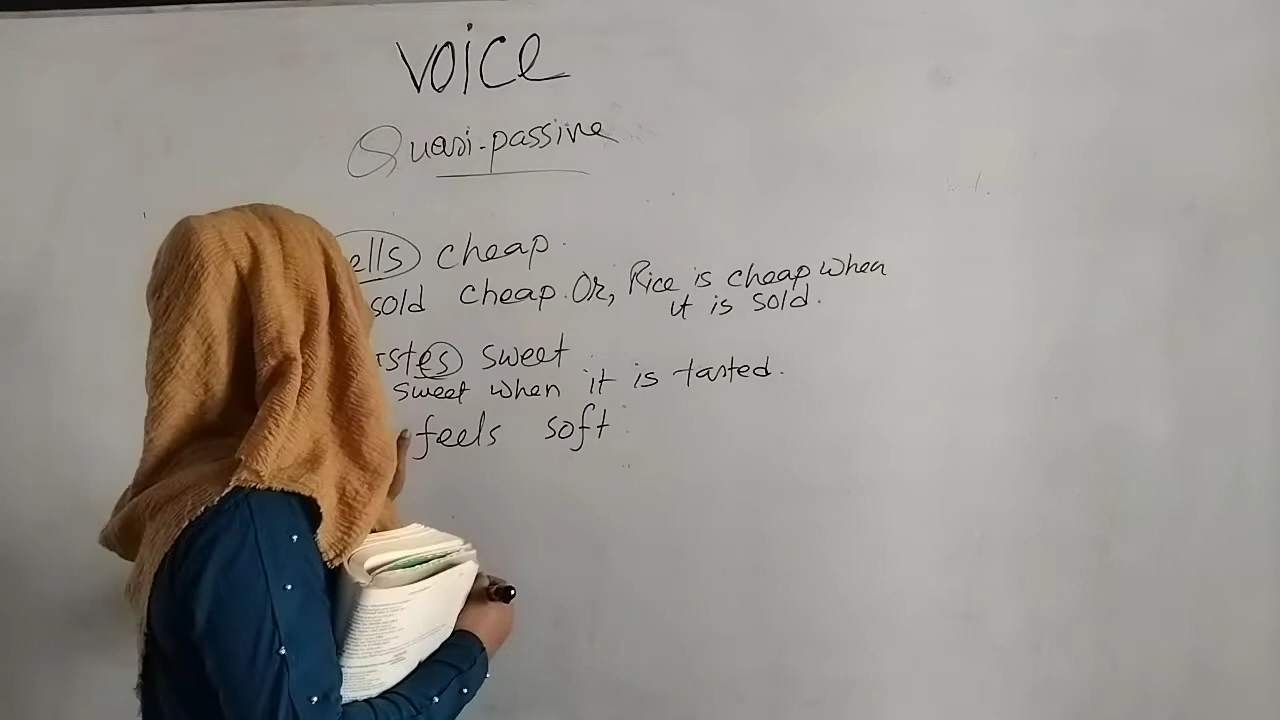 VOICE
Quasi-passive
ells cheap.
sold cheap. Or, Rice is cheap when
it is sold.
stes sweet
sweet when it is tasted.
feels soft